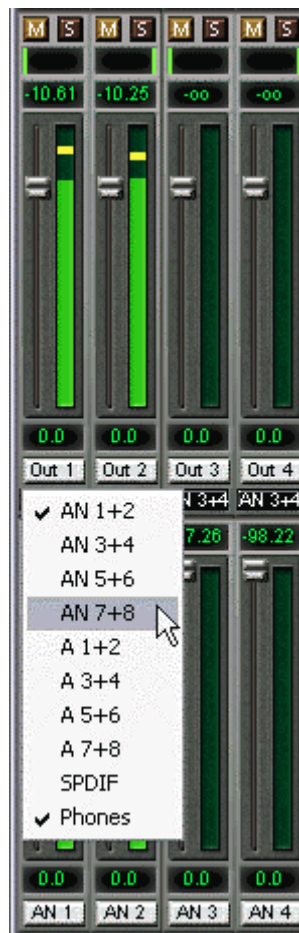 M S M S M S M S
-10.61 -10.25 -oo -oo
0.0 0.0 0.0 0.0
Out 1 Out 2 Out 3 Out 4
AN 3+4 AN 3+4
7.26 -98.22
AN 1+2
AN 3+4
AN 5+6
AN 7+8
A 1+2
A 3+4
A 5+6
A 7+8
SPDIF
Phones
0.0 0.0 0.0 0.0
AN 1 AN 2 AN 3 AN 4